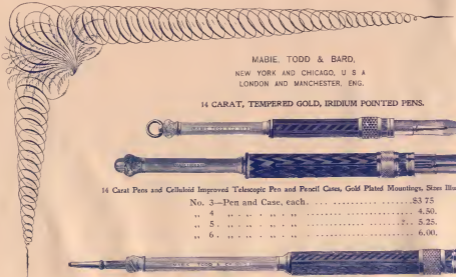 MABIE, TODD & BARD,
NEW YORK AND CHICAGO, U S A
LONDON AND MANCHESTER, ENG.
14 CARAT, TEMPERED GOLD, IRIDIUM POINTED PENS.
14 Carat Pens and Celluloid Improved Telescopic Pen and Pencil Cases, Gold Plated Mountings, Sizes
No. 3—Pen and Case, each. $3 75
„ 4 „ „ „ „ 4.50.
„ 5 „ „ „ „ 5.25.
„ 6 „ „ „ „ 6.00.